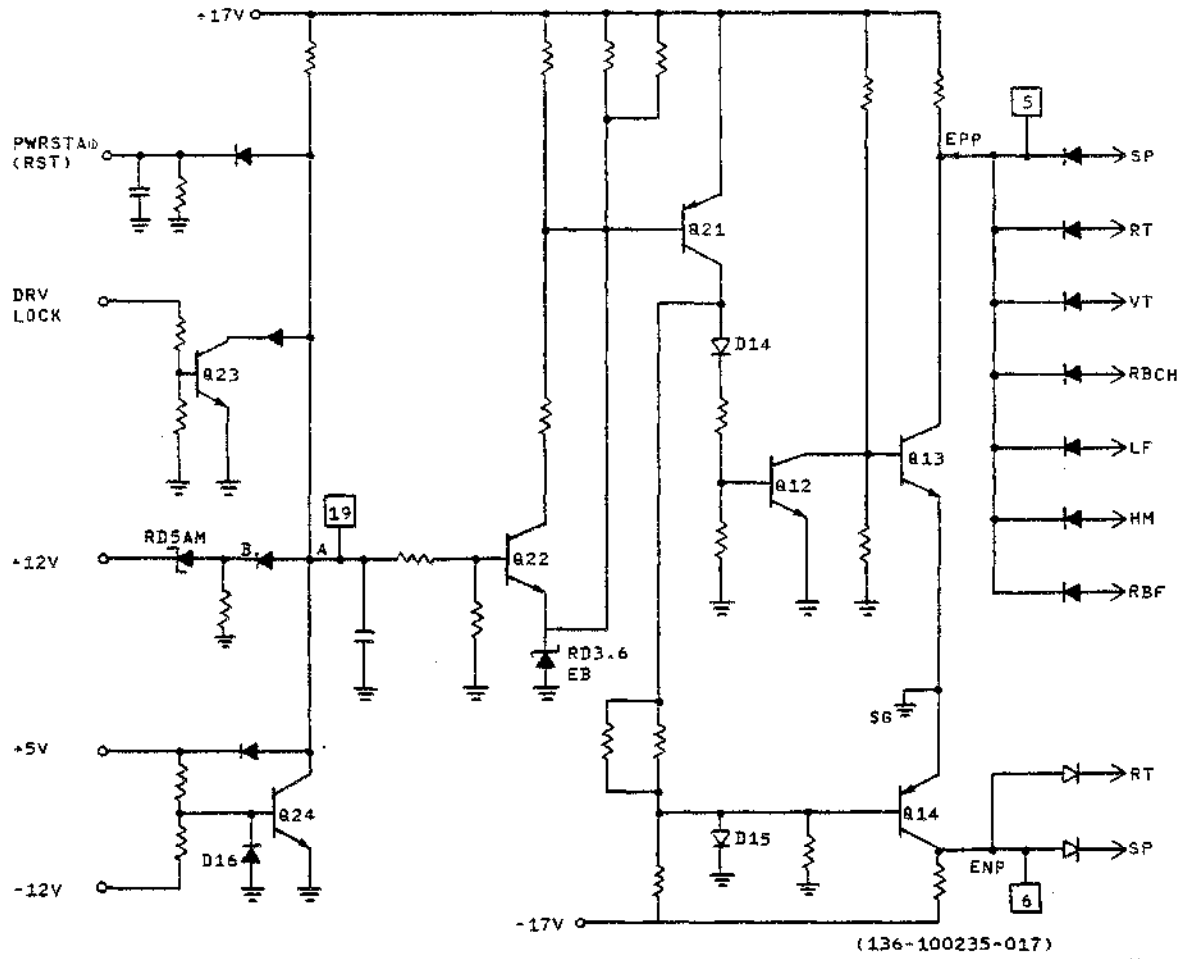 +17V
5
PWRSTAΦ
(RST)
EPP
SP
Q21
RT
DRV
LOCK
VT
D14
Q23
RBCH
Q13
LF
Q12
19
HM
RD5AM
B
A
+12V
Q22
RBF
RD3.6
EB
SG
+5V
RT
Q24
Q14
D15
D16
SP
ENP
-12V
6
-17V
(136-100235-017)